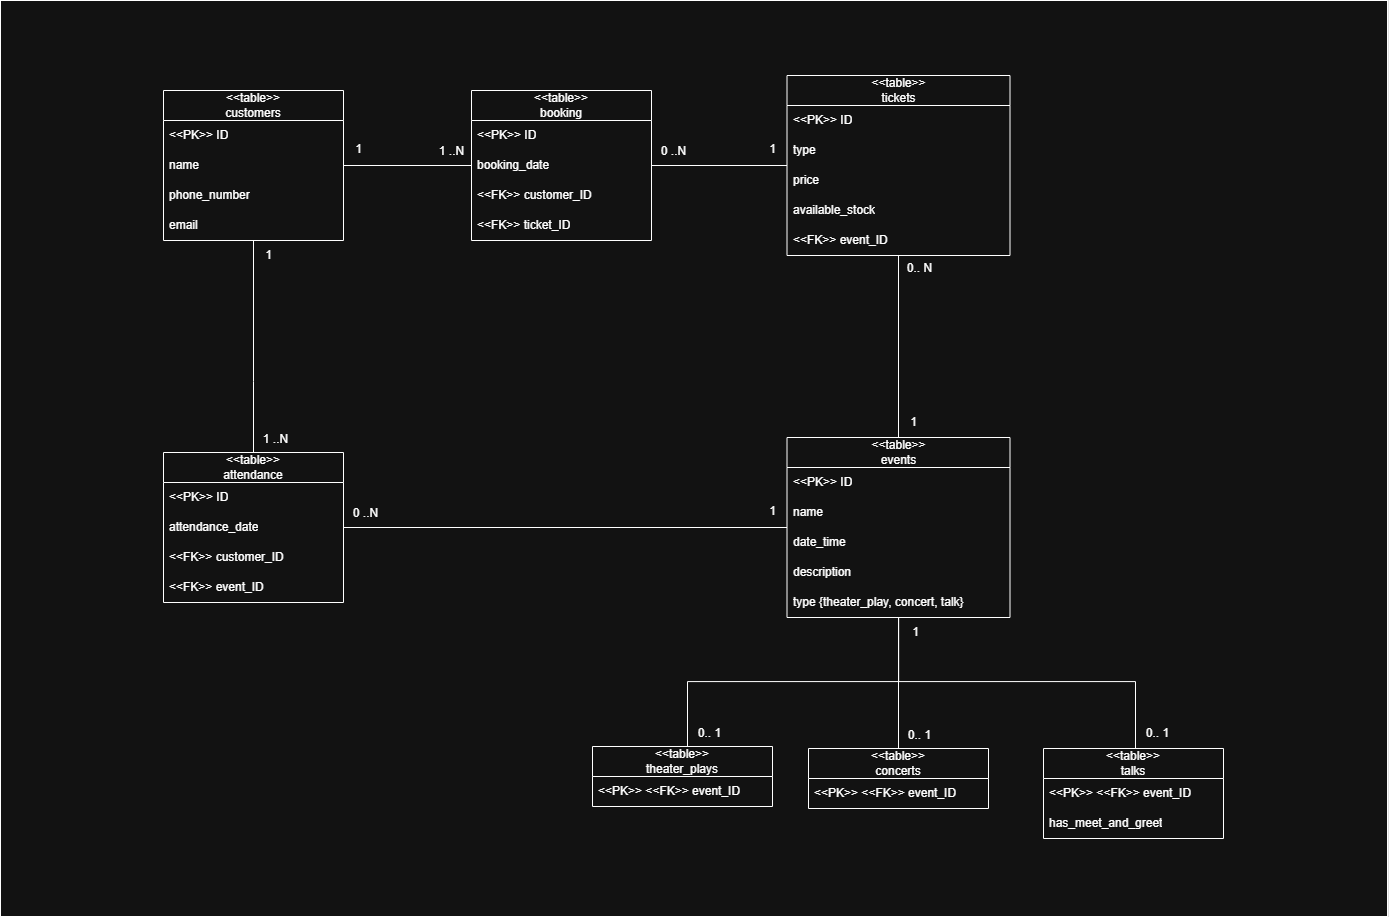 <<table>>
customers
<<PK>> ID
name
phone_number
email
1
1 ..N
<<table>>
booking
<<PK>> ID
booking_date
<<FK>> customer_ID
<<FK>> ticket_ID
0 ..N
1
<<table>>
tickets
<<PK>> ID
type
price
available_stock
<<FK>> event_ID
1
0.. N
1 ..N
1
<<table>>
attendance
<<PK>> ID
attendance_date
<<FK>> customer_ID
<<FK>> event_ID
0 ..N
1
<<table>>
events
<<PK>> ID
name
date_time
description
type {theater_play, concert, talk}
1
0.. 1
0.. 1
0.. 1
<<table>>
theater_plays
<<PK>> <<FK>> event_ID
<<table>>
concerts
<<PK>> <<FK>> event_ID
<<table>>
talks
<<PK>> <<FK>> event_ID
has_meet_and_greet